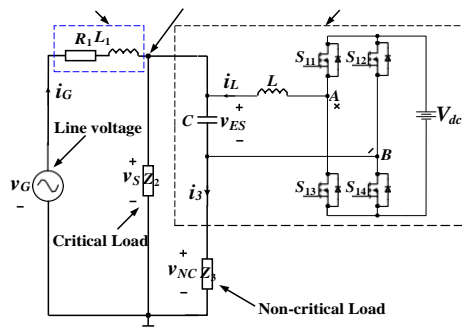 R1 L1
iG
Line voltage
vG
+
−
+
vS Z2
−
Critical Load
iL
L
+
C
vES
−
i3
+
vNC Z3
−
Non-critical Load
S11
S12
A
B
S13
S14
Vdc